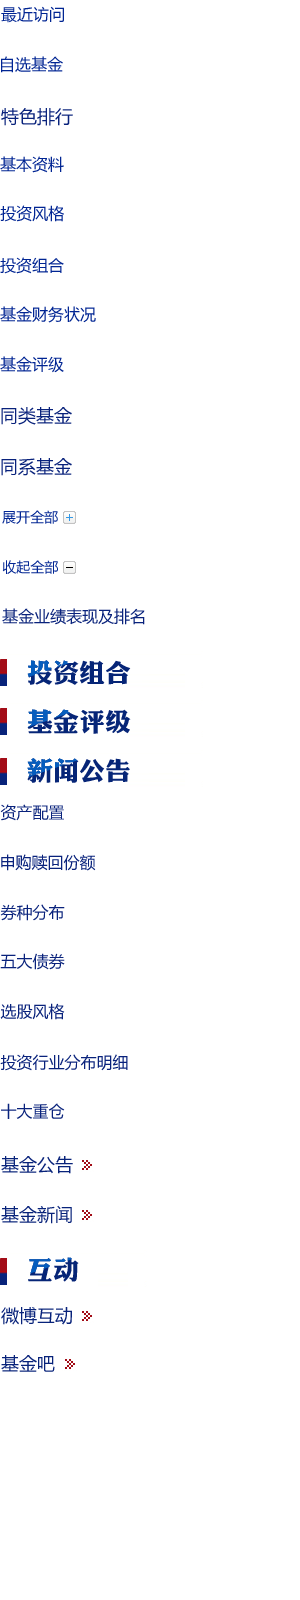 最近访问
自选基金
特色排行
基本资料
投资风格
投资组合
基金财务状况
基金评级
同类基金
同系基金
展开全部
收起全部
基金业绩表现及排名
投资组合
基金评级
新闻公告
资产配置
申购赎回份额
券种分布
五大债券
选股风格
投资行业分布明细
十大重仓
基金公告
基金新闻
互动
微博互动
基金吧